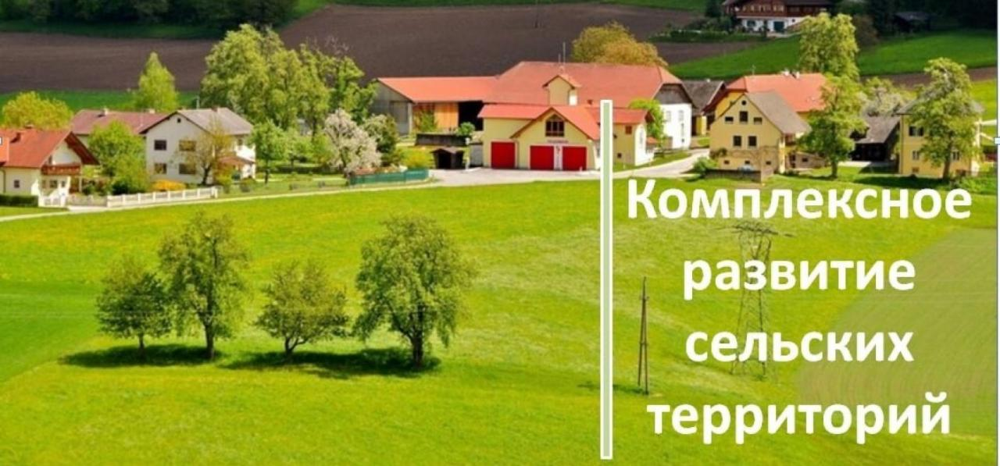 Комплексное
развитие
сельских
территорий